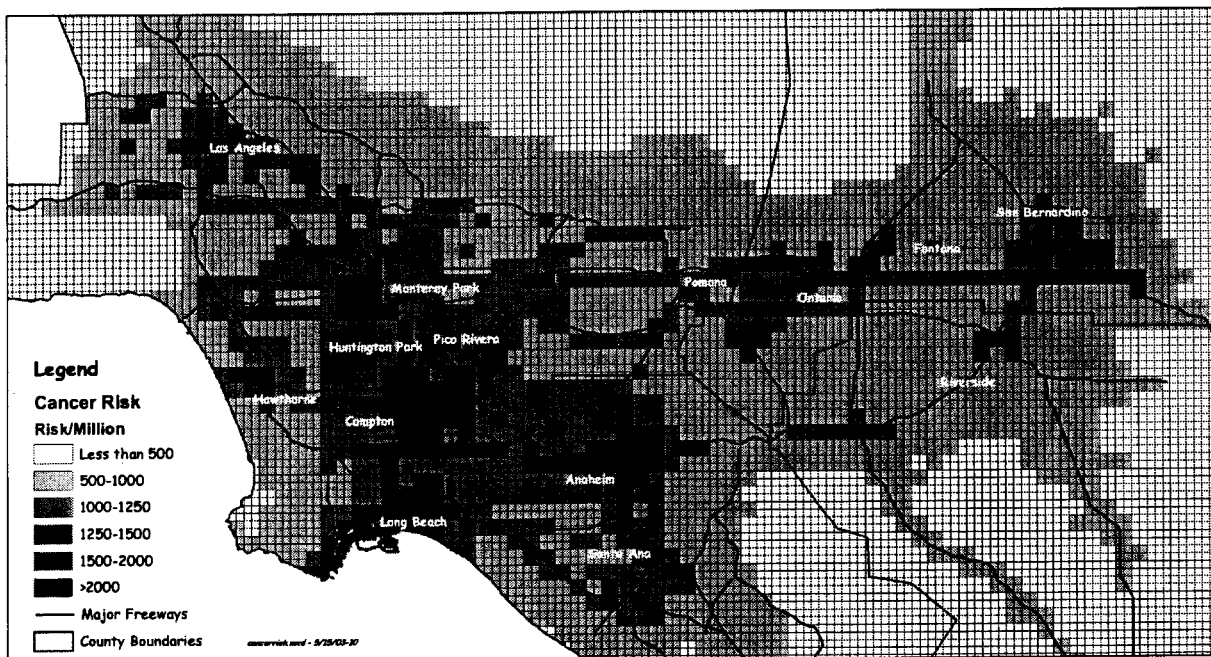 Las Angeles
San Bernardino
Fontana
Pomona
Monterey Park
Ontario
Huntington Park
Pico Rivera
Riverside
Hawthorne
Compton
Anaheim
Long Beach
Santa Ana
Legend
Cancer Risk
Risk/Million
Less than 500
500-1000
1000-1250
1250-1500
1500-2000
>2000
Major Freeways
County Boundaries